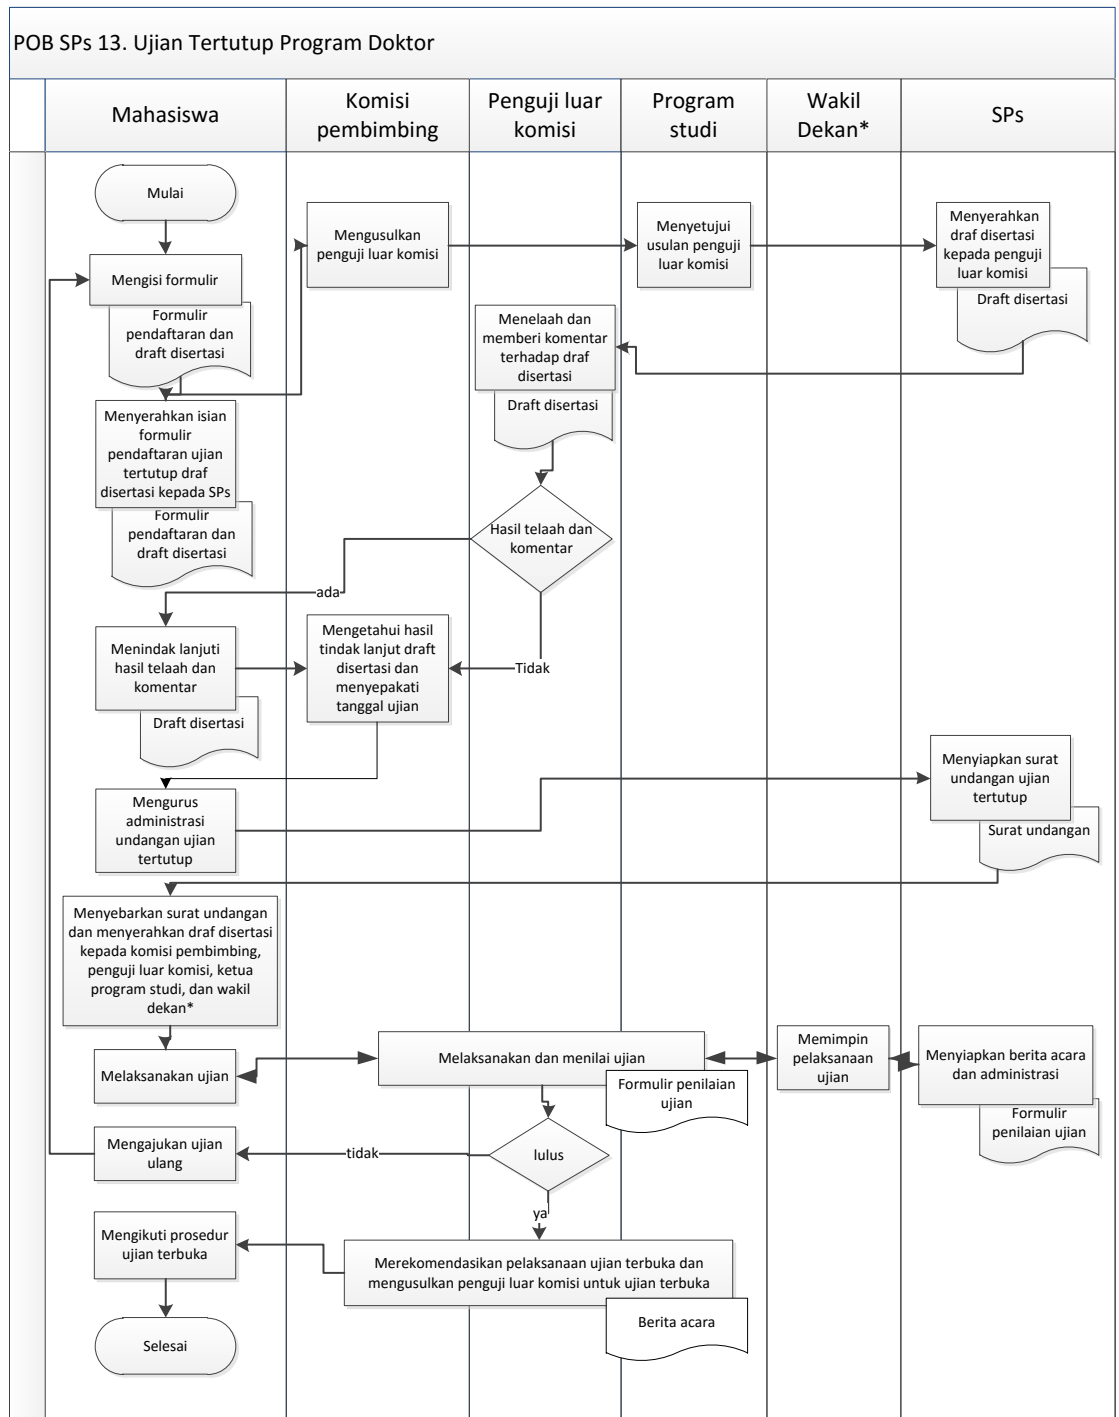 POB SPs 13. Ujian Tertutup Program Doktor
Mahasiswa
Komisi
pembimbing
Penguji luar
komisi
Program
studi
Wakil
Dekan*
SPs
Mulai
Mengusulkan
penguji luar komisi
Menyetujui
usulan penguji
luar komisi
Menyerahkan
draf disertasi
kepada penguji
luar komisi
Draft disertasi
Mengisi formulir
Formulir
pendaftaran dan
draft disertasi
Menelaah dan
memberi komentar
terhadap draf
disertasi
Draft disertasi
Menyerahkan isian
formulir
pendaftaran ujian
tertutup draf
disertasi kepada SPs
Formulir
pendaftaran dan
draft disertasi
Hasil telaah dan
komentar
ada
Tidak
Menindak lanjuti
hasil telaah dan
komentar
Draft disertasi
Mengetahui hasil
tindak lanjut draft
disertasi dan
menyepakati
tanggal ujian
Mengurus
administrasi
undangan ujian
tertutup
Menyiapkan surat
undangan ujian
tertutup
Surat undangan
Menyebarkan surat undangan
dan menyerahkan draf disertasi
kepada komisi pembimbing,
penguji luar komisi, ketua
program studi, dan wakil
dekan*
Melaksanakan ujian
Melaksanakan dan menilai ujian
Formulir penilaian
ujian
Memimpin
pelaksanaan
ujian
Menyiapkan berita acara
dan administrasi
Formulir
penilaian ujian
Mengajukan ujian
ulang
tidak
lulus
ya
Mengikuti prosedur
ujian terbuka
Merekomendasikan pelaksanaan ujian terbuka dan
mengusulkan penguji luar komisi untuk ujian terbuka
Berita acara
Selesai